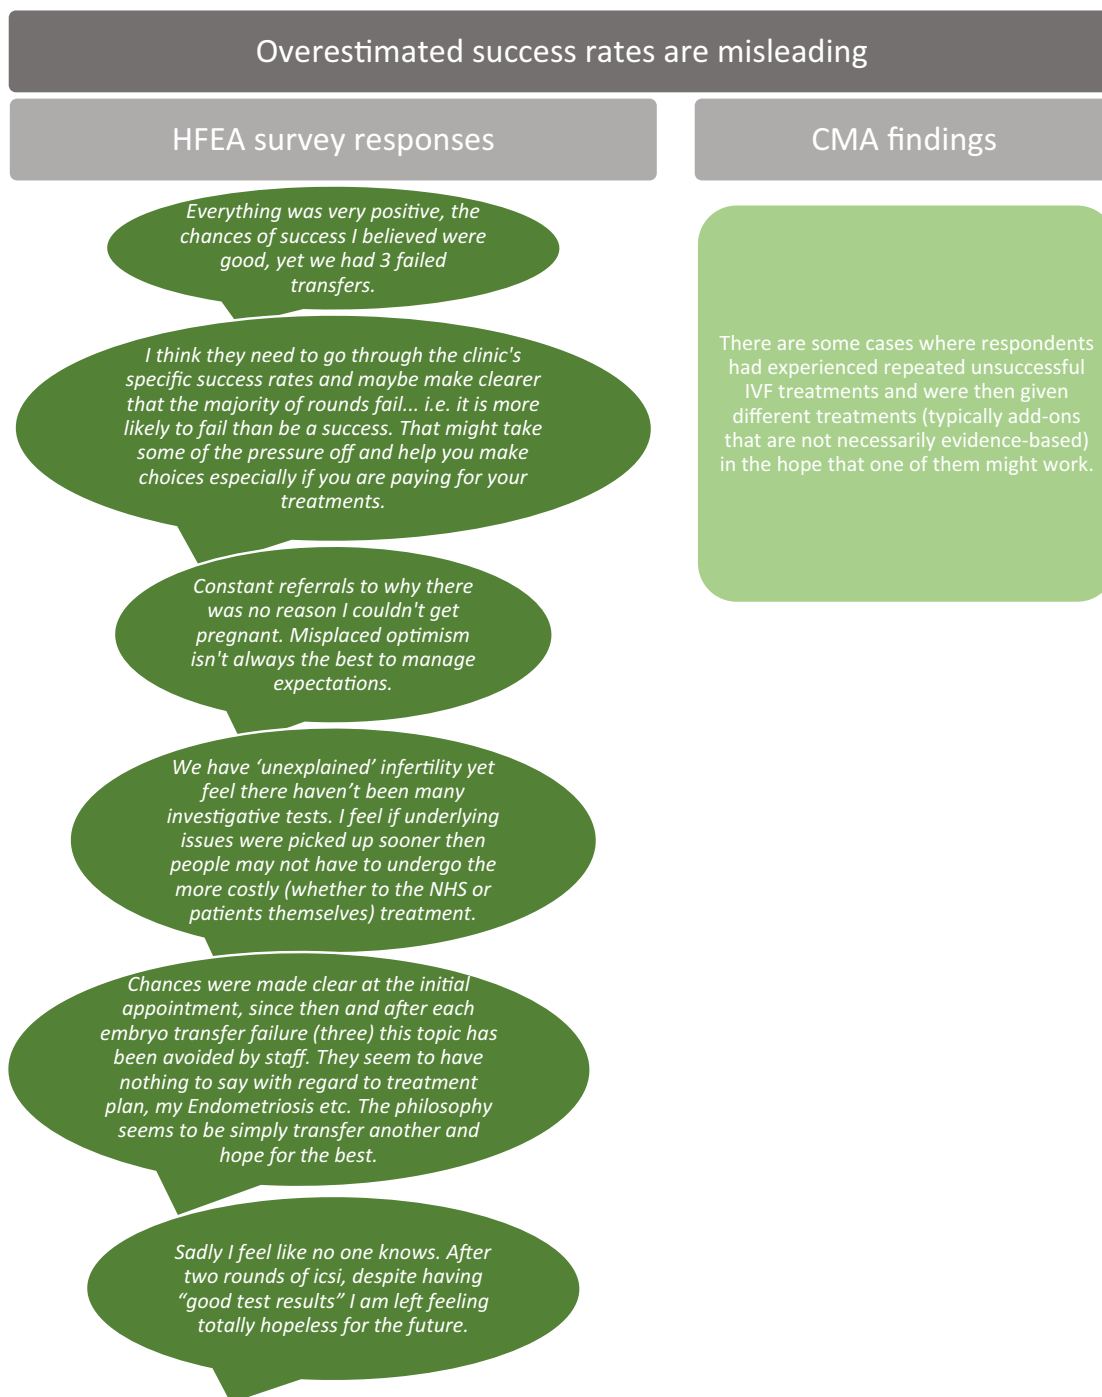 Overestimated success rates are misleading
HFEA survey responses
Everything was very positive, the
chances of success I believed were
good, yet we had 3 failed
transfers.
I think they need to go through the clinic's
specific success rates and maybe make clearer
that the majority of rounds fail... i.e. it is more
likely to fail than be a success. That might take
some of the pressure off and help you make
choices especially if you are paying for your
treatments.
Constant referrals to why there
was no reason I couldn't get
pregnant. Misplaced optimism
isn't always the best to manage
expectations.
We have ‘unexplained’ infertility yet
feel there haven’t been many
investigative tests. I feel if underlying
issues were picked up sooner then
people may not have to undergo the
more costly (whether to the NHS or
patients themselves) treatment.
Chances were made clear at the initial
appointment, since then and after each
embryo transfer failure (three) this topic has
been avoided by staff. They seem to have
nothing to say with regard to treatment
plan, my Endometriosis etc. The philosophy
seems to be simply transfer another and
hope for the best.
Sadly I feel like no one knows. After
two rounds of icsi, despite having
“good test results” I am left feeling
totally hopeless for the future.
CMA findings
There are some cases where respondents
had experienced repeated unsuccessful
IVF treatments and were then given
different treatments (typically add-ons
that are not necessarily evidence-based)
in the hope that one of them might work.